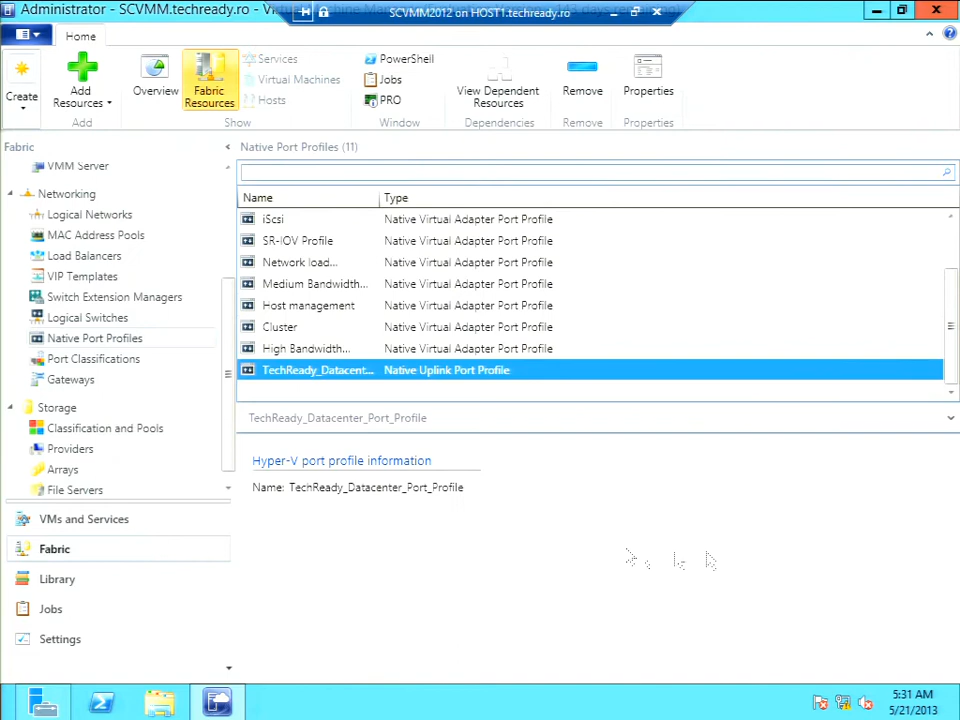 Administrator - SCVMM.techready.ro - Vi
SCVMM2012 on HOST1.techready.ro
Home
Create
Add Resources
Add
Overview
Fabric Resources
Services
Virtual Machines
Hosts
Show
PowerShell
Jobs
PRO
Window
View Dependent Resources
Dependencies
Remove
Remove
Properties
Properties
Fabric
VMM Server
Networking
Logical Networks
MAC Address Pools
Load Balancers
VIP Templates
Switch Extension Managers
Logical Switches
Native Port Profiles
Port Classifications
Gateways
Storage
Classification and Pools
Providers
Arrays
File Servers
VMs and Services
Fabric
Library
Jobs
Settings
Native Port Profiles (11)
Name Type
iScsi Native Virtual Adapter Port Profile
SR-IOV Profile Native Virtual Adapter Port Profile
Network load... Native Virtual Adapter Port Profile
Medium Bandwidth... Native Virtual Adapter Port Profile
Host management Native Virtual Adapter Port Profile
Cluster Native Virtual Adapter Port Profile
High Bandwidth... Native Virtual Adapter Port Profile
TechReady_Datacent... Native Uplink Port Profile
TechReady_Datacenter_Port_Profile
Hyper-V port profile information
Name: TechReady_Datacenter_Port_Profile
5:31 AM
5/21/2013